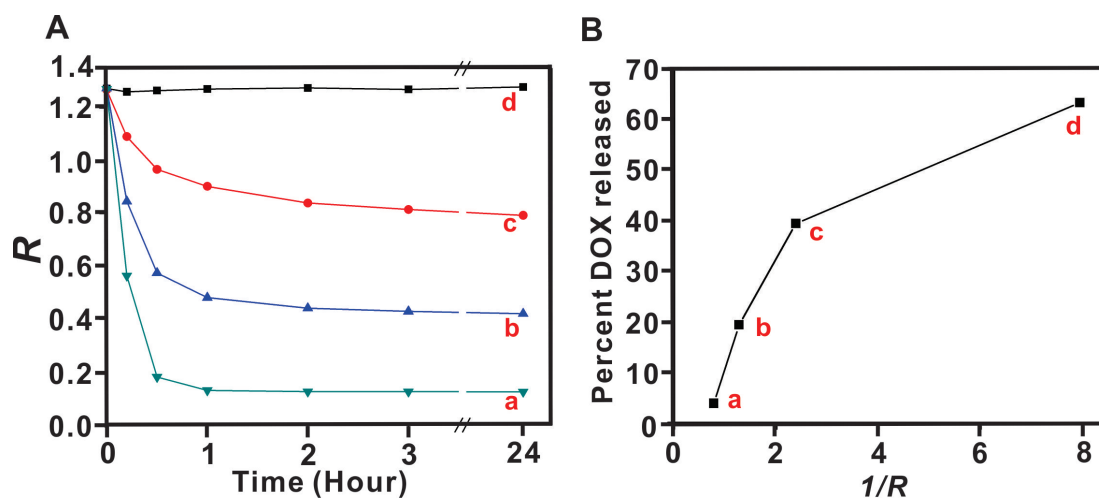 A
R
1.4
1.2
1.0
0.8
0.6
0.4
0.2
0.0
d
c
b
a
0 1 2 3 24
Time (Hour)
B
Percent DOX released
70
60
50
40
30
20
10
0
d
c
b
a
0 2 4 6 8
1/R